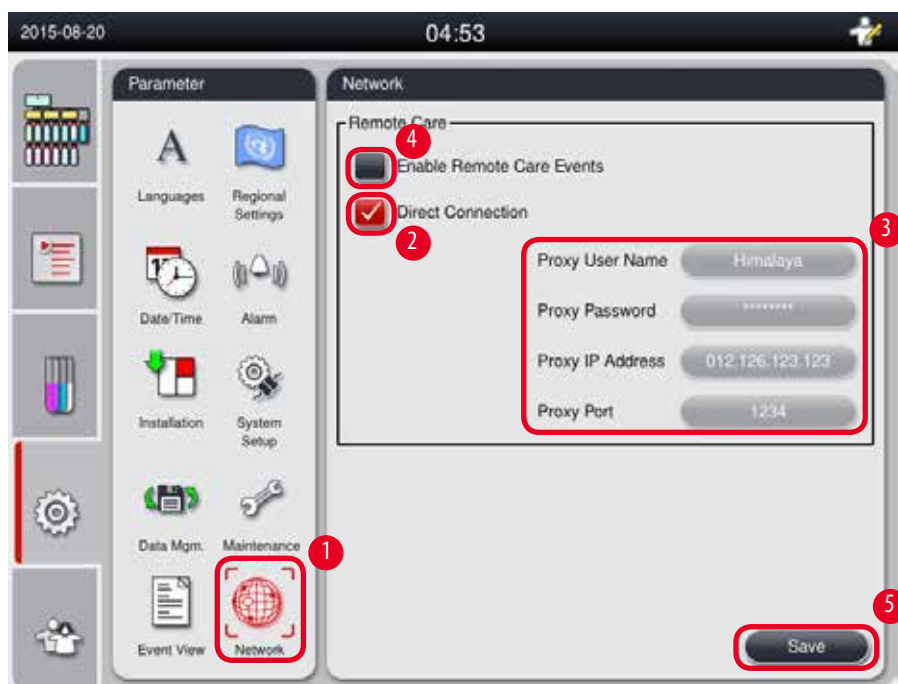 2015-08-20
04:53
Parameter
Languages
Regional
Settings
Date/Time
Alarm
Installation
System
Setup
Data Mgm.
Maintenance
Event View
Network
1
Network
Remote Care
4
Enable Remote Care Events
Direct Connection
2
3
Proxy User Name
Himalaya
Proxy Password
********
Proxy IP Address
012.126.123.123
Proxy Port
1234
5
Save